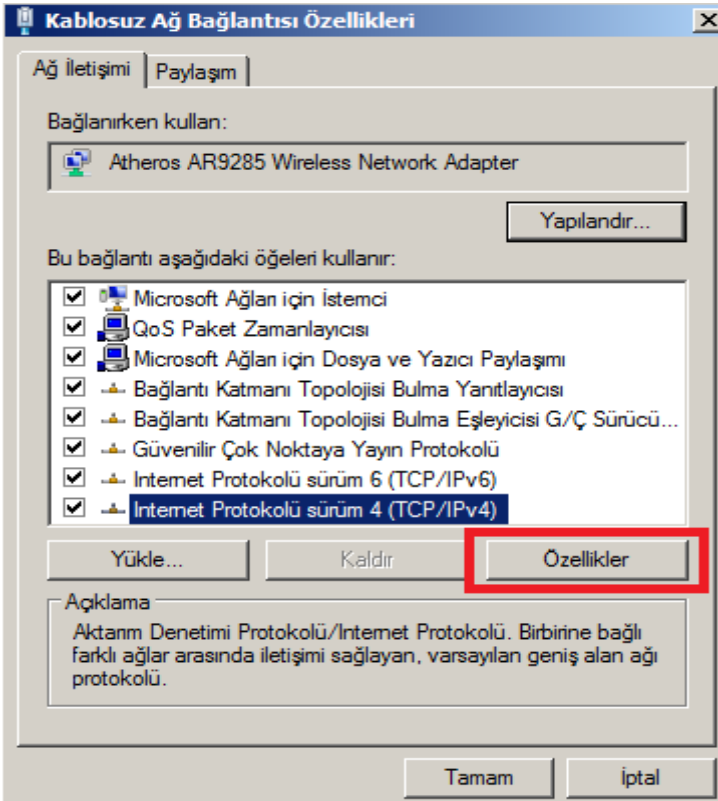 Kablosuz Ağ Bağlantısı Özellikleri
Ağ İletişimi
Paylaşım
Bağlanırken kullan:
Atheros AR9285 Wireless Network Adapter
Yapılandır...
Bu bağlantı aşağıdaki öğeleri kullanır:
Microsoft Ağları için İstemci
QoS Paket Zamanlayıcısı
Microsoft Ağları için Dosya ve Yazıcı Paylaşımı
Bağlantı Katmanı Topolojisi Bulma Yanıtlayıcısı
Bağlantı Katmanı Topolojisi Bulma Eşleyicisi G/Ç Sürücü...
Güvenilir Çok Noktaya Yayın Protokolü
Internet Protokolü sürüm 6 (TCP/IPv6)
Internet Protokolü sürüm 4 (TCP/IPv4)
Yükle...
Kaldır
Özellikler
Açıklama
Aktarım Denetimi Protokolü/Internet Protokolü. Birbirine bağlı
farklı ağlar arasında iletişimi sağlayan, varsayılan geniş alan ağı
protokolü.
Tamam
İptal